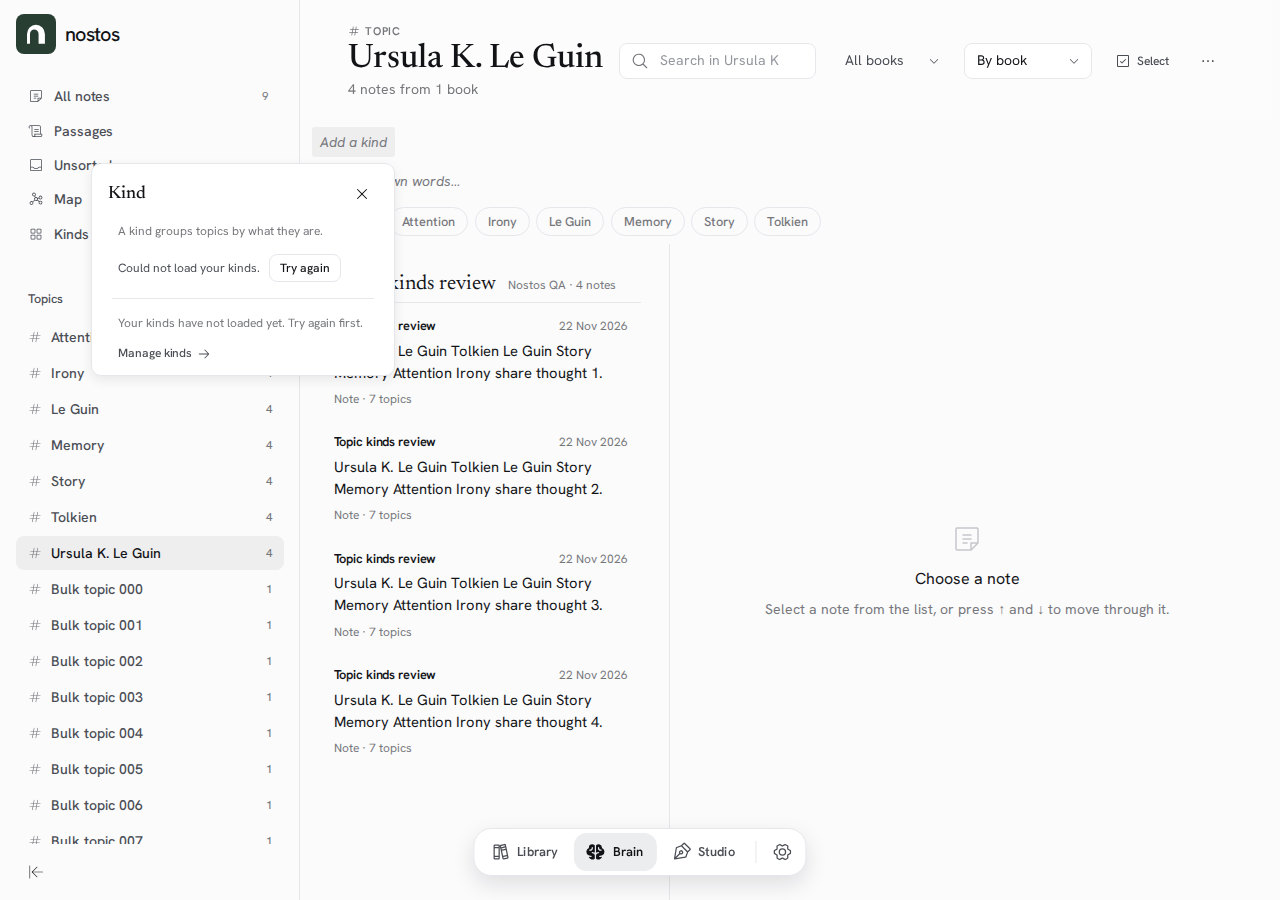 nostos
All notes 9
Passages
Map
Kinds
Topics
Irony
# Le Guin 4
# Memory 4
# Story 4
# Tolkien 4
# Ursula K. Le Guin 4
# Bulk topic 000 1
# Bulk topic 001 1
# Bulk topic 002 1
# Bulk topic 003 1
# Bulk topic 004 1
# Bulk topic 005 1
# Bulk topic 006 1
# Bulk topic 007 1
Kind
A kind groups topics by what they are.
Could not load your kinds. Try again
Your kinds have not loaded yet. Try again first.
Manage kinds →
# TOPIC
Ursula K. Le Guin
4 notes from 1 book
Search in Ursula K
All books
By book
Select
Add a kind
words...
Attention Irony Le Guin Memory Story Tolkien
kinds review Nostos QA · 4 notes
review 22 Nov 2026
Le Guin Tolkien Le Guin Story
Memory Attention Irony share thought 1.
Note · 7 topics
Topic kinds review 22 Nov 2026
Ursula K. Le Guin Tolkien Le Guin Story
Memory Attention Irony share thought 2.
Note · 7 topics
Topic kinds review 22 Nov 2026
Ursula K. Le Guin Tolkien Le Guin Story
Memory Attention Irony share thought 3.
Note · 7 topics
Topic kinds review 22 Nov 2026
Ursula K. Le Guin Tolkien Le Guin Story
Memory Attention Irony share thought 4.
Note · 7 topics
Choose a note
Select a note from the list, or press ↑ and ↓ to move through it.
Library Brain Studio